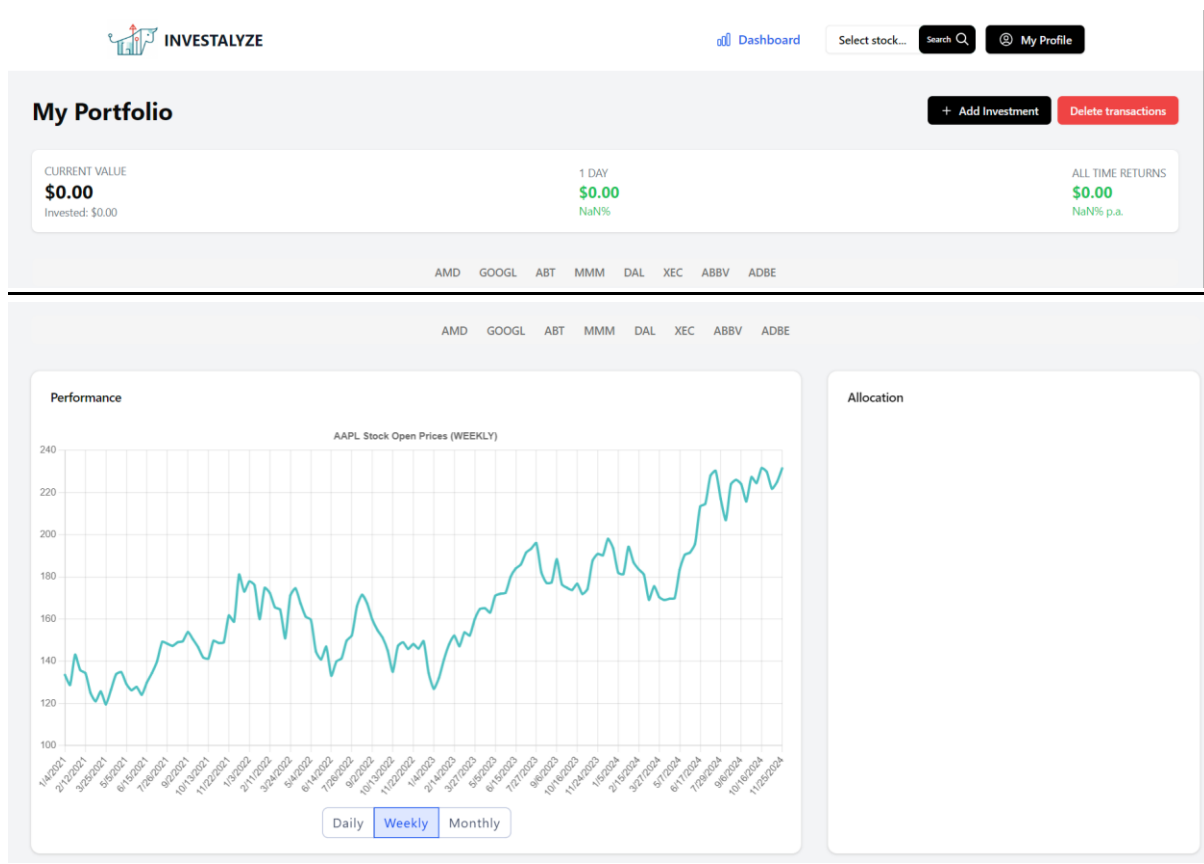 INVESTALYZE
Dashboard
Select stock...
Search
My Profile
My Portfolio
+ Add Investment
Delete transactions
CURRENT VALUE
$0.00
Invested: $0.00
1 DAY
$0.00
NaN%
ALL TIME RETURNS
$0.00
NaN% p.a.
AMD GOOGL ABT MMM DAL XEC ABBV ADBE
AMD GOOGL ABT MMM DAL XEC ABBV ADBE
Performance
AAPL Stock Open Prices (WEEKLY)
240
220
200
180
160
140
120
100
1/4/2021 2/12/2021 3/25/2021 5/5/2021 6/15/2021 7/26/2021 9/2/2021 10/13/2021 11/22/2021 1/3/2022 2/11/2022 3/24/2022 5/4/2022 6/14/2022 7/26/2022 9/2/2022 10/13/2022 11/22/2022 1/4/2023 2/14/2023 3/27/2023 5/5/2023 6/15/2023 7/27/2023 9/6/2023 10/16/2023 11/24/2023 1/5/2024 2/15/2024 3/27/2024 5/7/2024 6/17/2024 7/29/2024 9/6/2024 10/16/2024 11/25/2024
Daily Weekly Monthly
Allocation